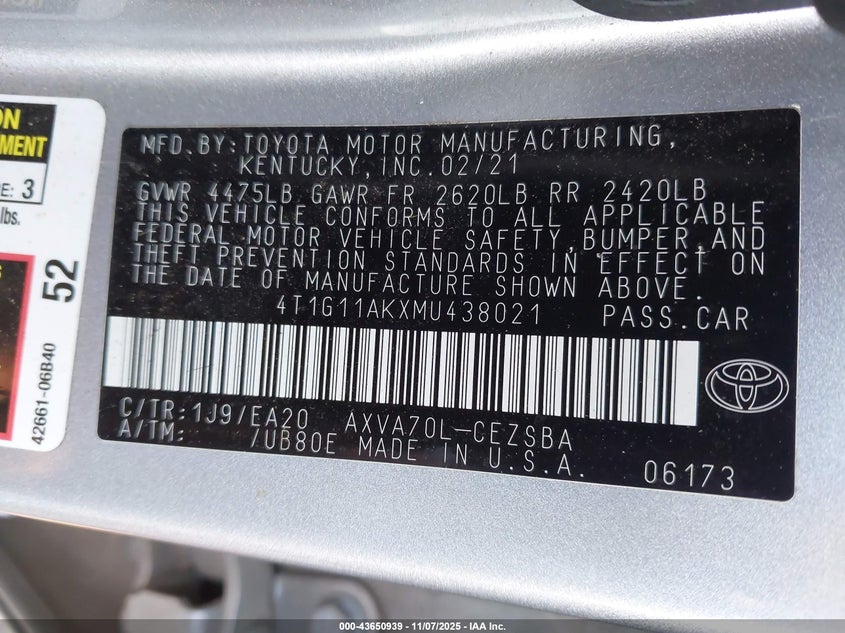 ON
MENT
E: 3
lbs.
S
52
42661-06B40
MFD.BY:TOYOTA MOTOR MANUFACTURING,
KENTUCKY,INC.02/21
GVWR 4475LB GAWR FR 2620LB RR 2420LB
THIS VEHICLE CONFORMS TO ALL APPLICABLE
FEDERAL MOTOR VEHICLE SAFETY,BUMPER,AND
THEFT PREVENTION STANDARDS IN EFFECT ON
THE DATE OF MANUFACTURE SHOWN ABOVE.
4T1G11AKXMU438021 PASS.CAR
C/TR:1J9/EA20 AXVA70L-CEZSBA
A/TM: /UB80E MADE IN U.S.A. 06173
000-43650939 - 11/07/2025 - IAA Inc.